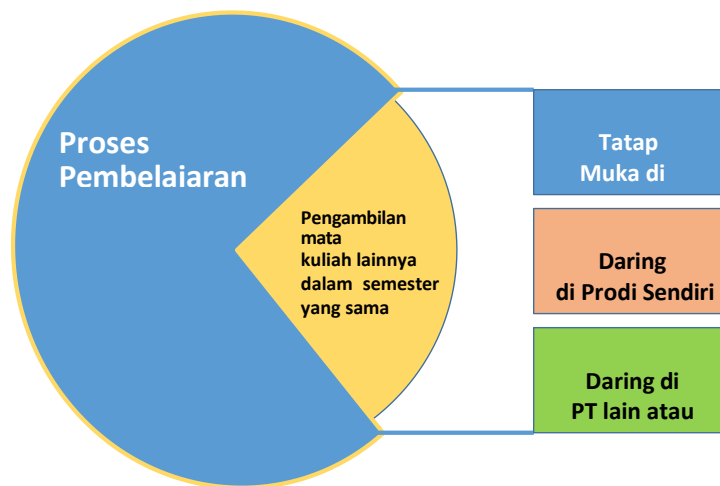 Proses
Pembelaiaran
Pengambilan
mata
kuliah lainnya
dalam semester
yang sama
Tatap
Muka di
Daring
di Prodi Sendiri
Daring di
PT lain atau